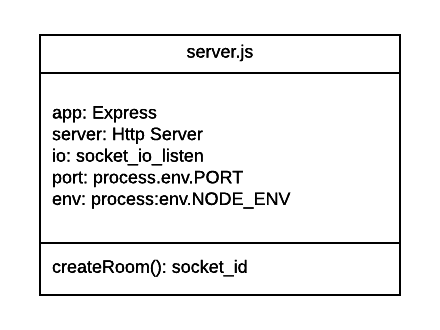 server.js
app: Express
server: Http Server
io: socket_io_listen
port: process.env.PORT
env: process:env.NODE_ENV
createRoom(): socket_id